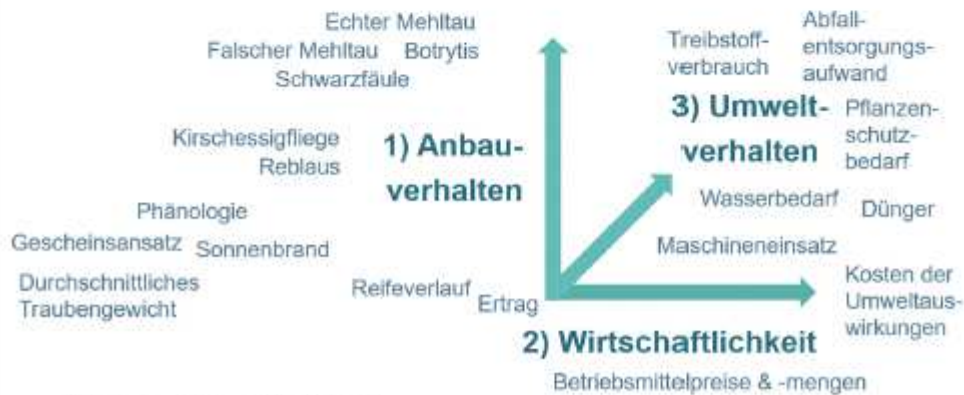 Echter Mehltau
Falscher Mehltau Botrytis
Schwarzfäule
Kirschessigfliege
Reblaus
Phänologie
Gescheinsansatz Sonnenbrand
Durchschnittliches
Traubengewicht
Reifeverlauf
Ertrag
1) Anbau-
verhalten
Treibstoff-
verbrauch
Abfall-
entsorgungs-
aufwand
3) Umwelt-
verhalten
Pflanzen-
schutz-
bedarf
Wasserbedarf
Dünger
Maschineneinsatz
Kosten der
Umweltaus-
wirkungen
2) Wirtschaftlichkeit
Betriebsmittelpreise & -mengen